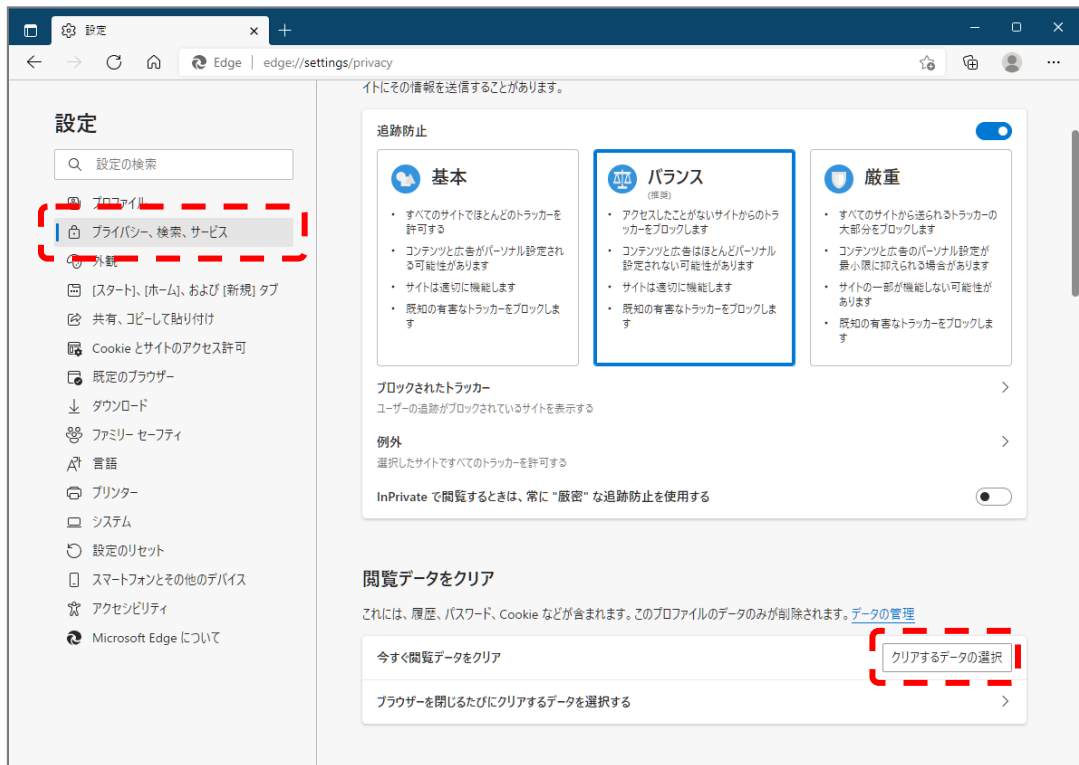 設定
Edge | edge://settings/privacy
設定
設定の検索
プロファイル
プライバシー、検索、サービス
外観
[スタート]、[ホーム]、および [新規] タブ
共有、コピーして貼り付け
Cookie とサイトのアクセス許可
既定のブラウザー
ダウンロード
ファミリー セーフティ
言語
プリンター
システム
設定のリセット
スマートフォンとその他のデバイス
アクセシビリティ
Microsoft Edge について
イトにその情報を送信することがあります。
追跡防止
基本
・ すべてのサイトでほとんどのトラッカーを
許可する
・ コンテンツと広告がパーソナル設定され
る可能性があります
・ サイトは適切に機能します
・ 既知の有害なトラッカーをブロックしま
す
バランス
(推奨)
・ アクセスしたことがないサイトからのトラ
ッカーをブロックします
・ コンテンツと広告はほとんどパーソナル
設定されない可能性があります
・ サイトは適切に機能します
・ 既知の有害なトラッカーをブロックしま
す
厳重
・ すべてのサイトから送られるトラッカーの
大部分をブロックします
・ コンテンツと広告のパーソナル設定が
最小限に抑えられる場合があります
・ サイトの一部が機能しない可能性が
あります
・ 既知の有害なトラッカーをブロックしま
す
ブロックされたトラッカー
ユーザーの追跡がブロックされているサイトを表示する
例外
選択したサイトですべてのトラッカーを許可する
InPrivate で閲覧するときは、常に "厳密" な追跡防止を使用する
閲覧データをクリア
これには、履歴、パスワード、Cookie などが含まれます。このプロファイルのデータのみが削除されます。データの管理
今すぐ閲覧データをクリア
クリアするデータの選択
ブラウザーを閉じるたびにクリアするデータを選択する